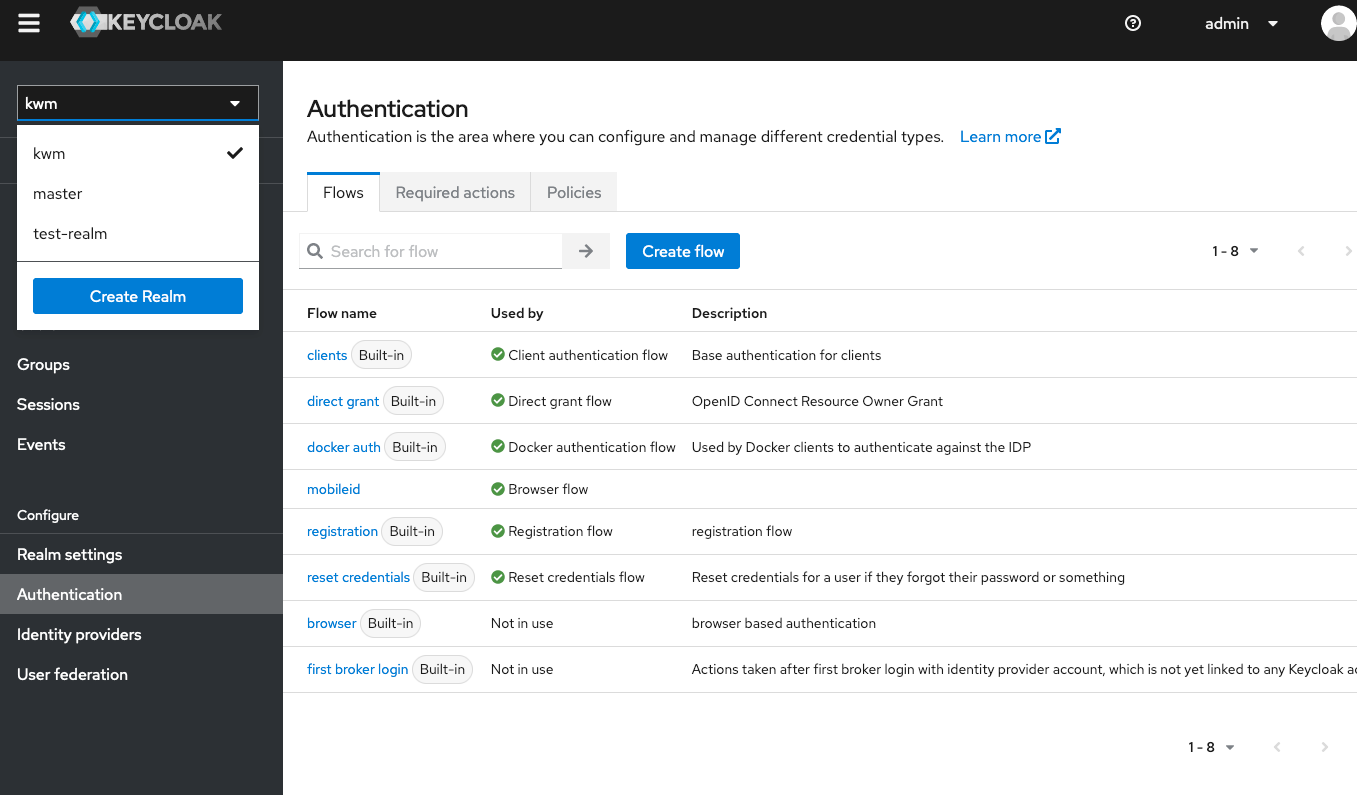 KEYCLOAK
admin
kwm
kwm
master
test-realm
Create Realm
Groups
Sessions
Events
Configure
Realm settings
Authentication
Identity providers
User federation
Authentication
Authentication is the area where you can configure and manage different credential types. Learn more
Flows Required actions Policies
Search for flow Create flow 1 - 8
Flow name Used by Description
clients Built-in Client authentication flow Base authentication for clients
direct grant Built-in Direct grant flow OpenID Connect Resource Owner Grant
docker auth Built-in Docker authentication flow Used by Docker clients to authenticate against the IDP
mobileid Browser flow
registration Built-in Registration flow registration flow
reset credentials Built-in Reset credentials flow Reset credentials for a user if they forgot their password or something
browser Built-in Not in use browser based authentication
first broker login Built-in Not in use Actions taken after first broker login with identity provider account, which is not yet linked to any Keycloak
1 - 8